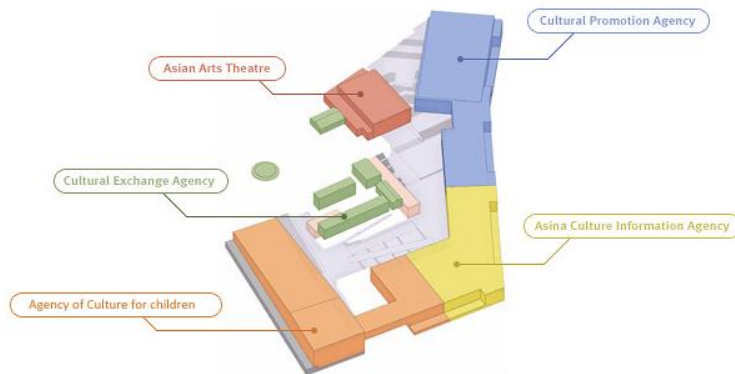 Cultural Promotion Agency
Asian Arts Theatre
Cultural Exchange Agency
Asina Culture Information Agency
Agency of Culture for children